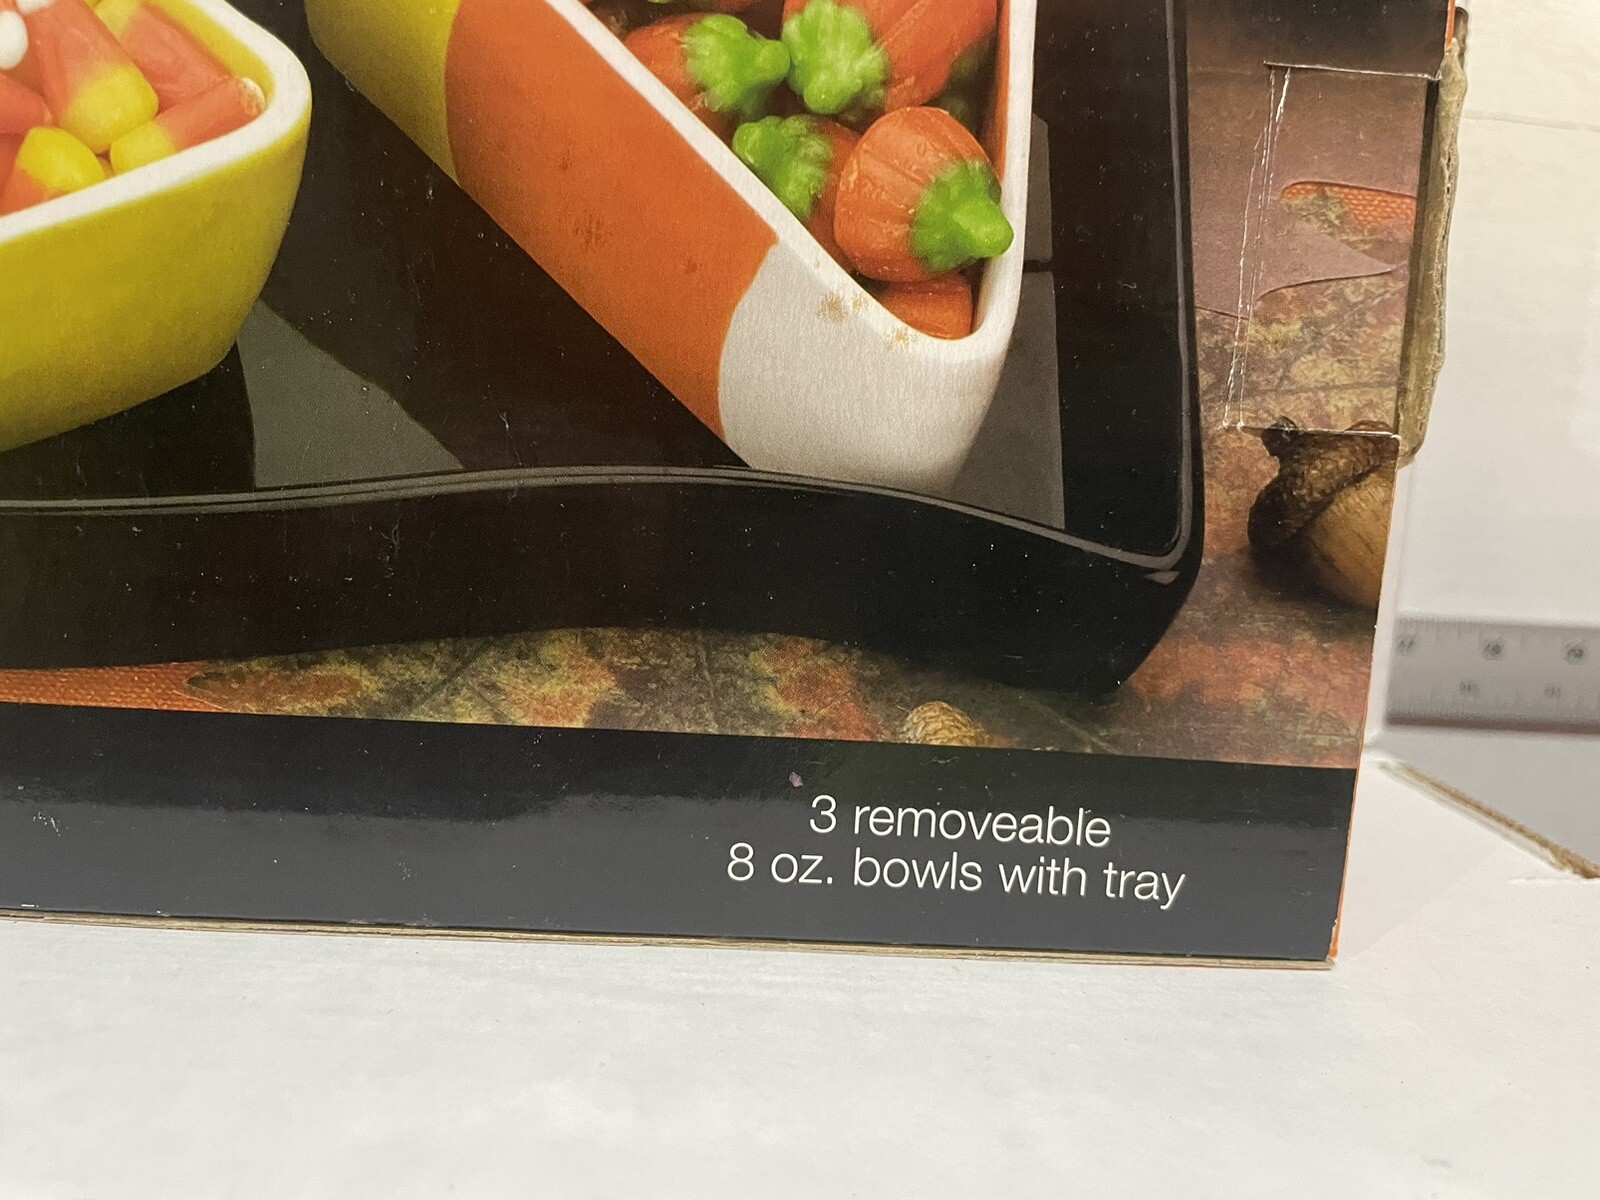 3 removeable
8 oz. bowls with tray